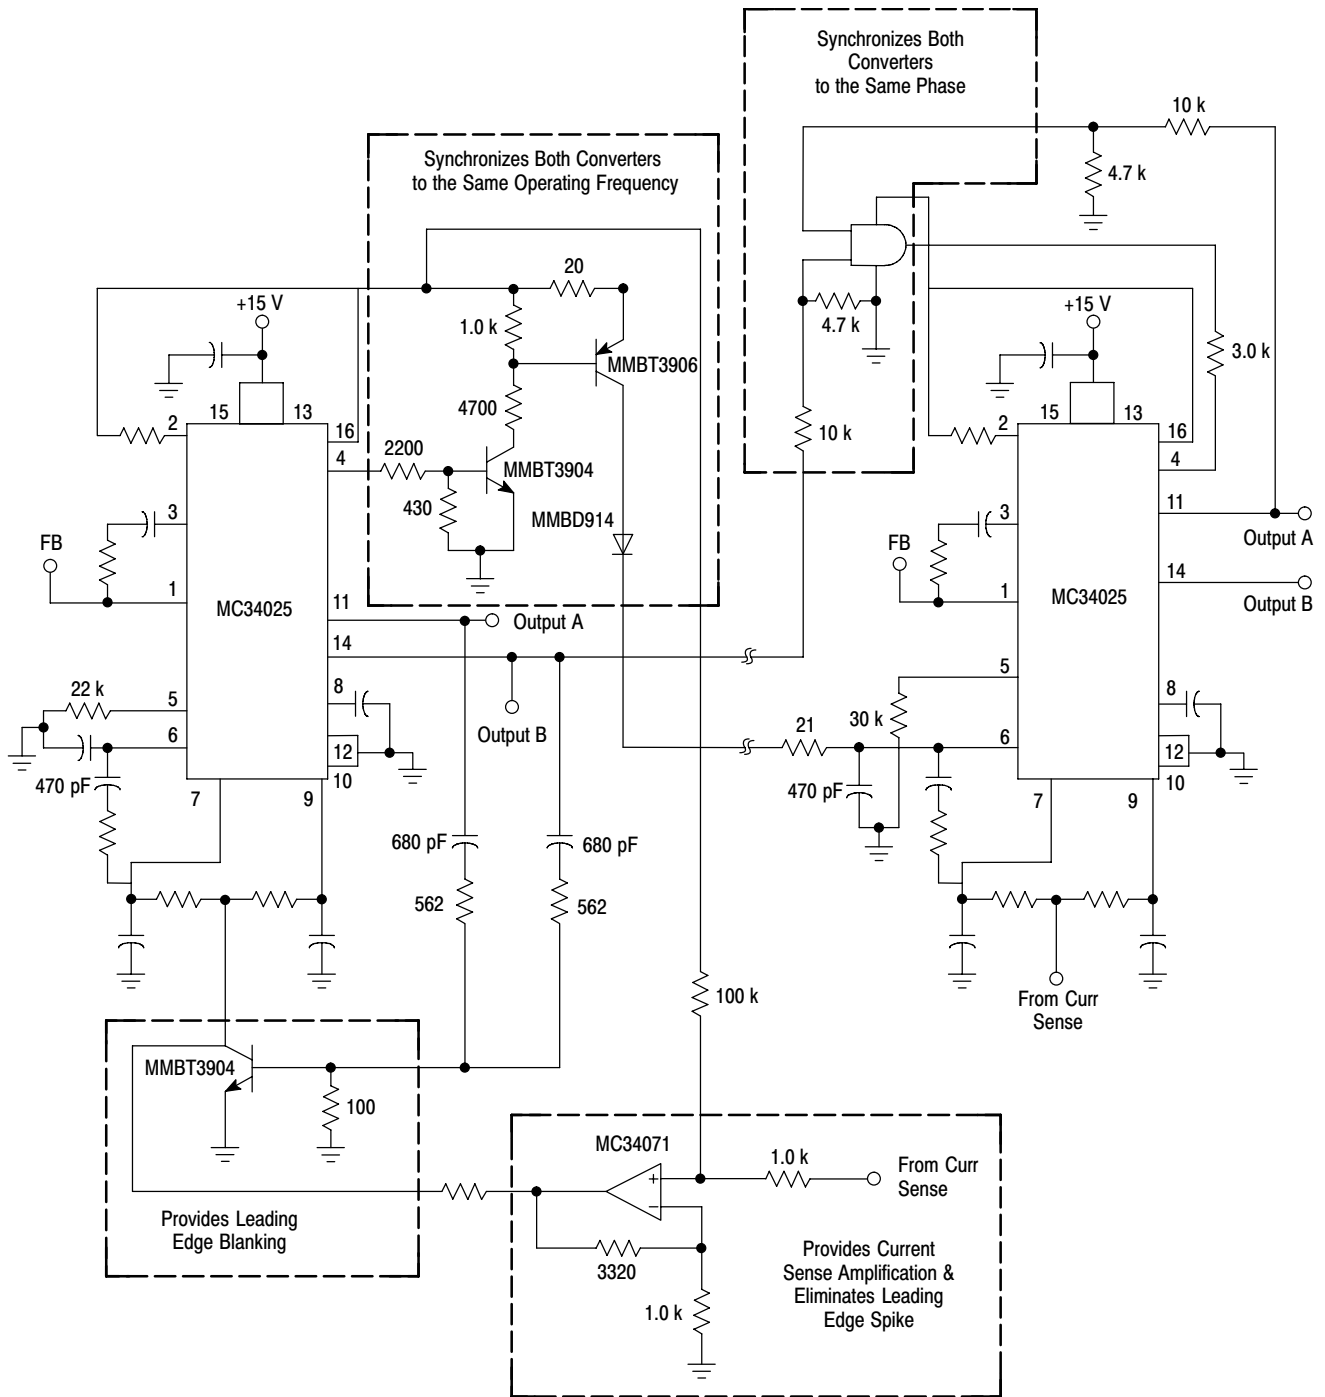 Synchronizes Both
Converters
to the Same Phase
10 k
4.7 k
Synchronizes Both Converters
to the Same Operating Frequency
20
1.0 k
MMBT3906
4700
2200
MMBT3904
430
MMBD914
4.7 k
10 k
3.0 k
+15 V
15
13
2
16
4
3
FB
1
MC34025
11
Output A
14
8
22 k
5
6
12
10
470 pF
7
9
Output B
+15 V
15
13
2
16
4
3
11
Output A
FB
1
MC34025
14
Output B
5
8
30 k
21
6
12
10
470 pF
7
9
From Curr
Sense
680 pF
680 pF
562
562
100 k
MMBT3904
100
Provides Leading
Edge Blanking
MC34071
+
−
1.0 k
From Curr
Sense
3320
1.0 k
Provides Current
Sense Amplification &
Eliminates Leading
Edge Spike